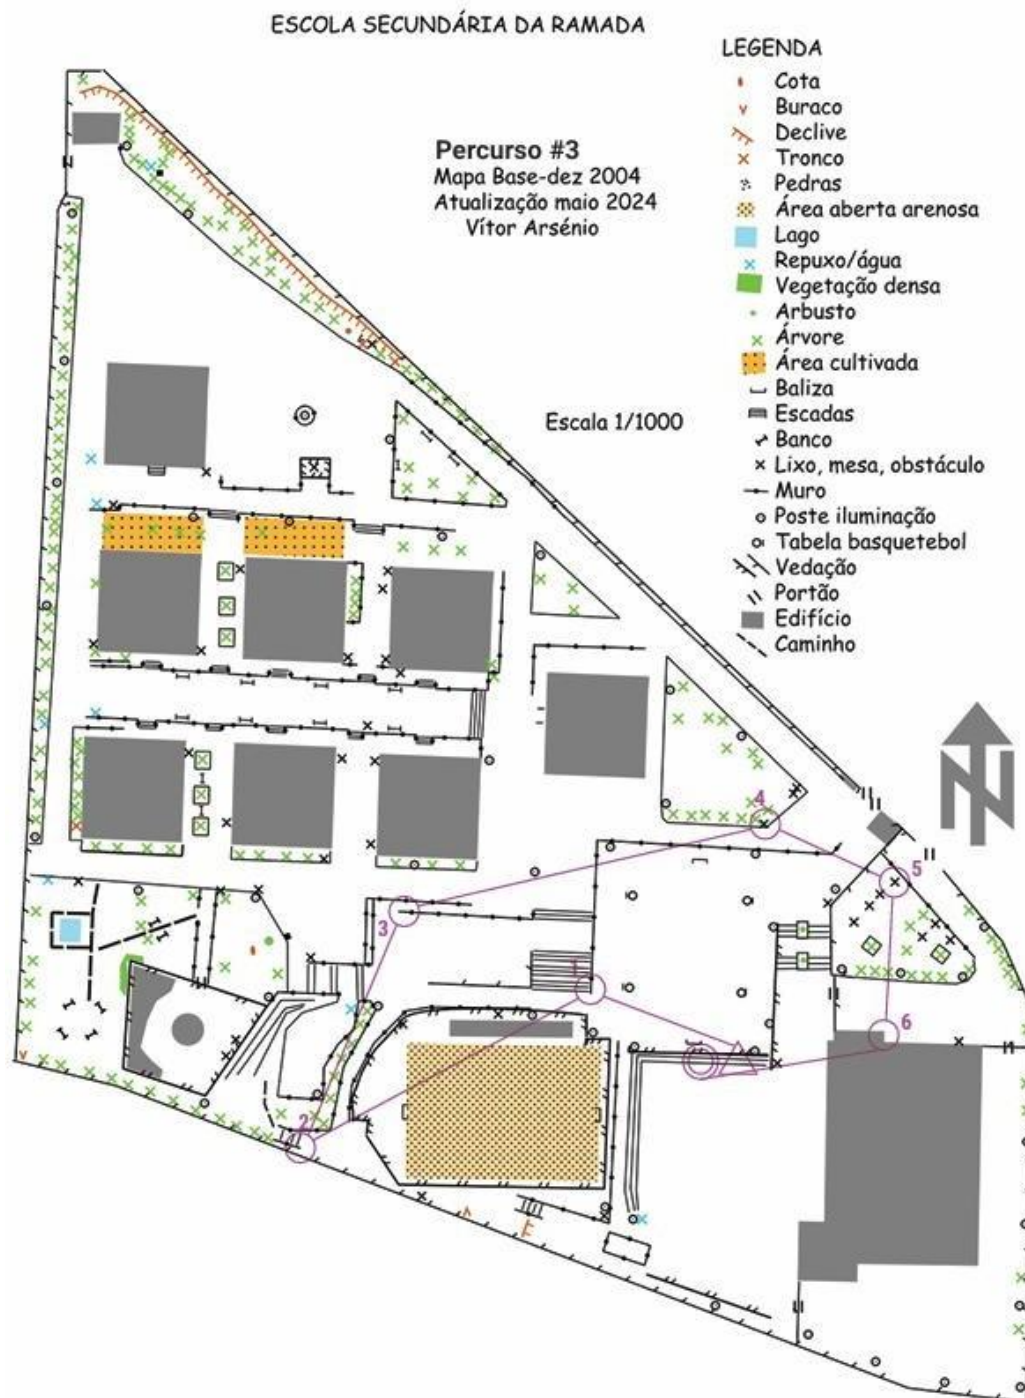 ESCOLA SECUNDÁRIA DA RAMADA
LEGENDA
Cota
Buraco
Declive
Tronco
Pedras
Área aberta arenosa
Lago
Repuxo/água
Vegetação densa
Arbusto
Árvore
Área cultivada
Baliza
Escadas
Banco
Lixo, mesa, obstáculo
Muro
Poste iluminação
Tabela basquetebol
Vedação
Portão
Edifício
Caminho
Percurso #3
Mapa Base-dez 2004
Atualização maio 2024
Vítor Arsénio
Escala 1/1000
4
5
3
1
6
2
N